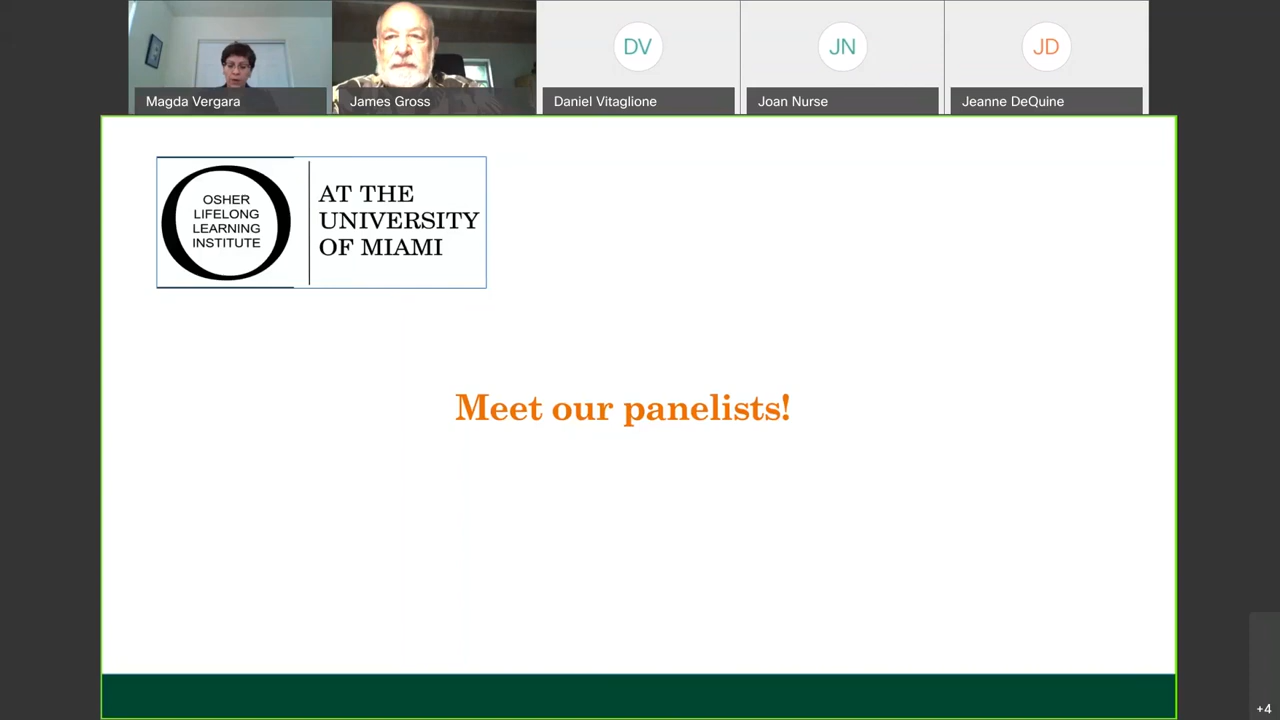 DV
JN
JD
Magda Vergara
James Gross
Daniel Vitaglione
Joan Nurse
Jeanne DeQuine
OSHER
LIFELONG
LEARNING
INSTITUTE
AT THE
UNIVERSITY
OF MIAMI
Meet our panelists!
+4